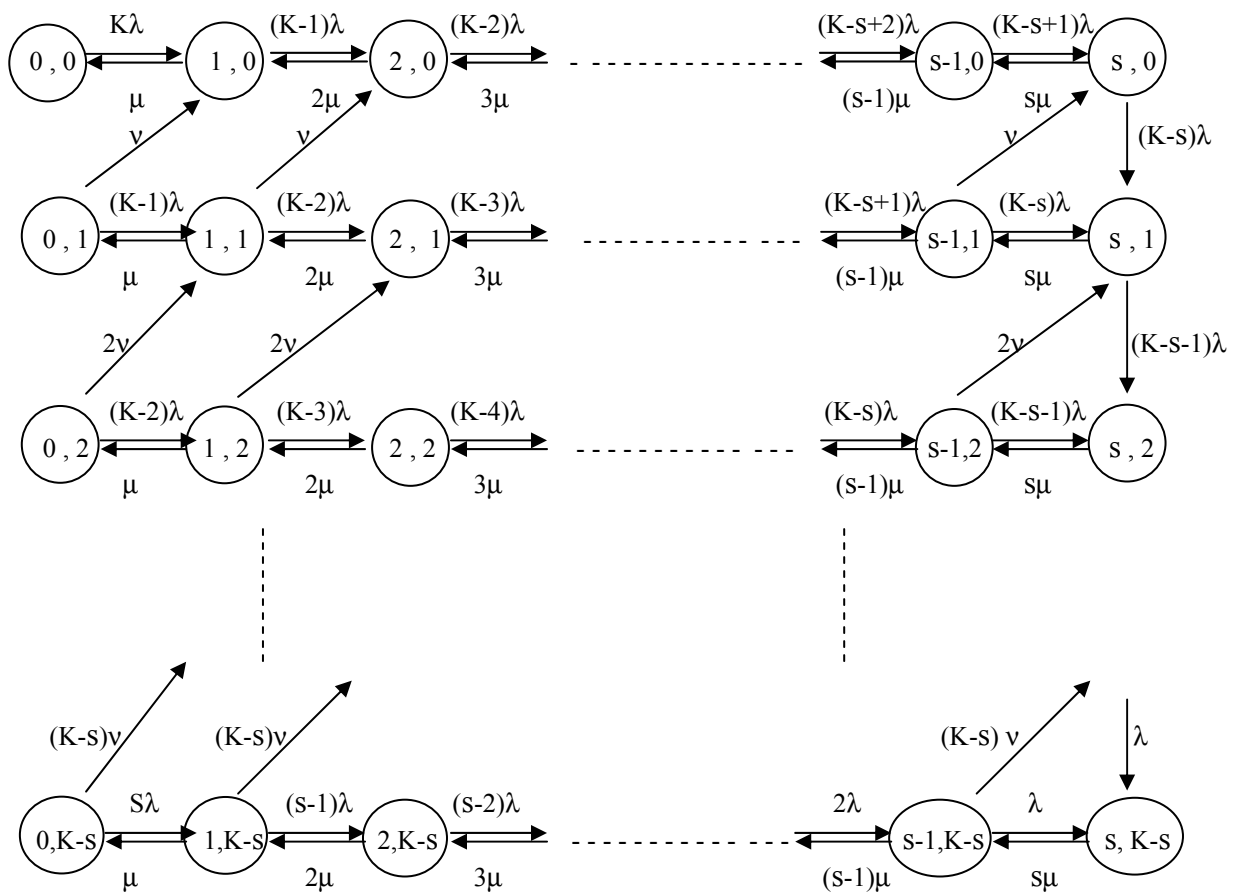 Kλ (K-1)λ (K-2)λ (K-s+2)λ (K-s+1)λ
0 , 0 1 , 0 2 , 0 s-1,0 s , 0
μ 2μ 3μ (s-1)μ sμ
ν ν ν (K-s)λ
(K-1)λ (K-2)λ (K-3)λ (K-s+1)λ (K-s)λ
0 , 1 1 , 1 2 , 1 s-1,1 s , 1
μ 2μ 3μ (s-1)μ sμ
2ν 2ν 2ν (K-s-1)λ
(K-2)λ (K-3)λ (K-4)λ (K-s)λ (K-s-1)λ
0 , 2 1 , 2 2 , 2 s-1,2 s , 2
μ 2μ 3μ (s-1)μ sμ
(K-s)ν (K-s)ν (K-s) ν λ
Sλ (s-1)λ (s-2)λ 2λ λ
0,K-s 1,K-s 2,K-s s-1,K-s s, K-s
μ 2μ 3μ (s-1)μ sμ